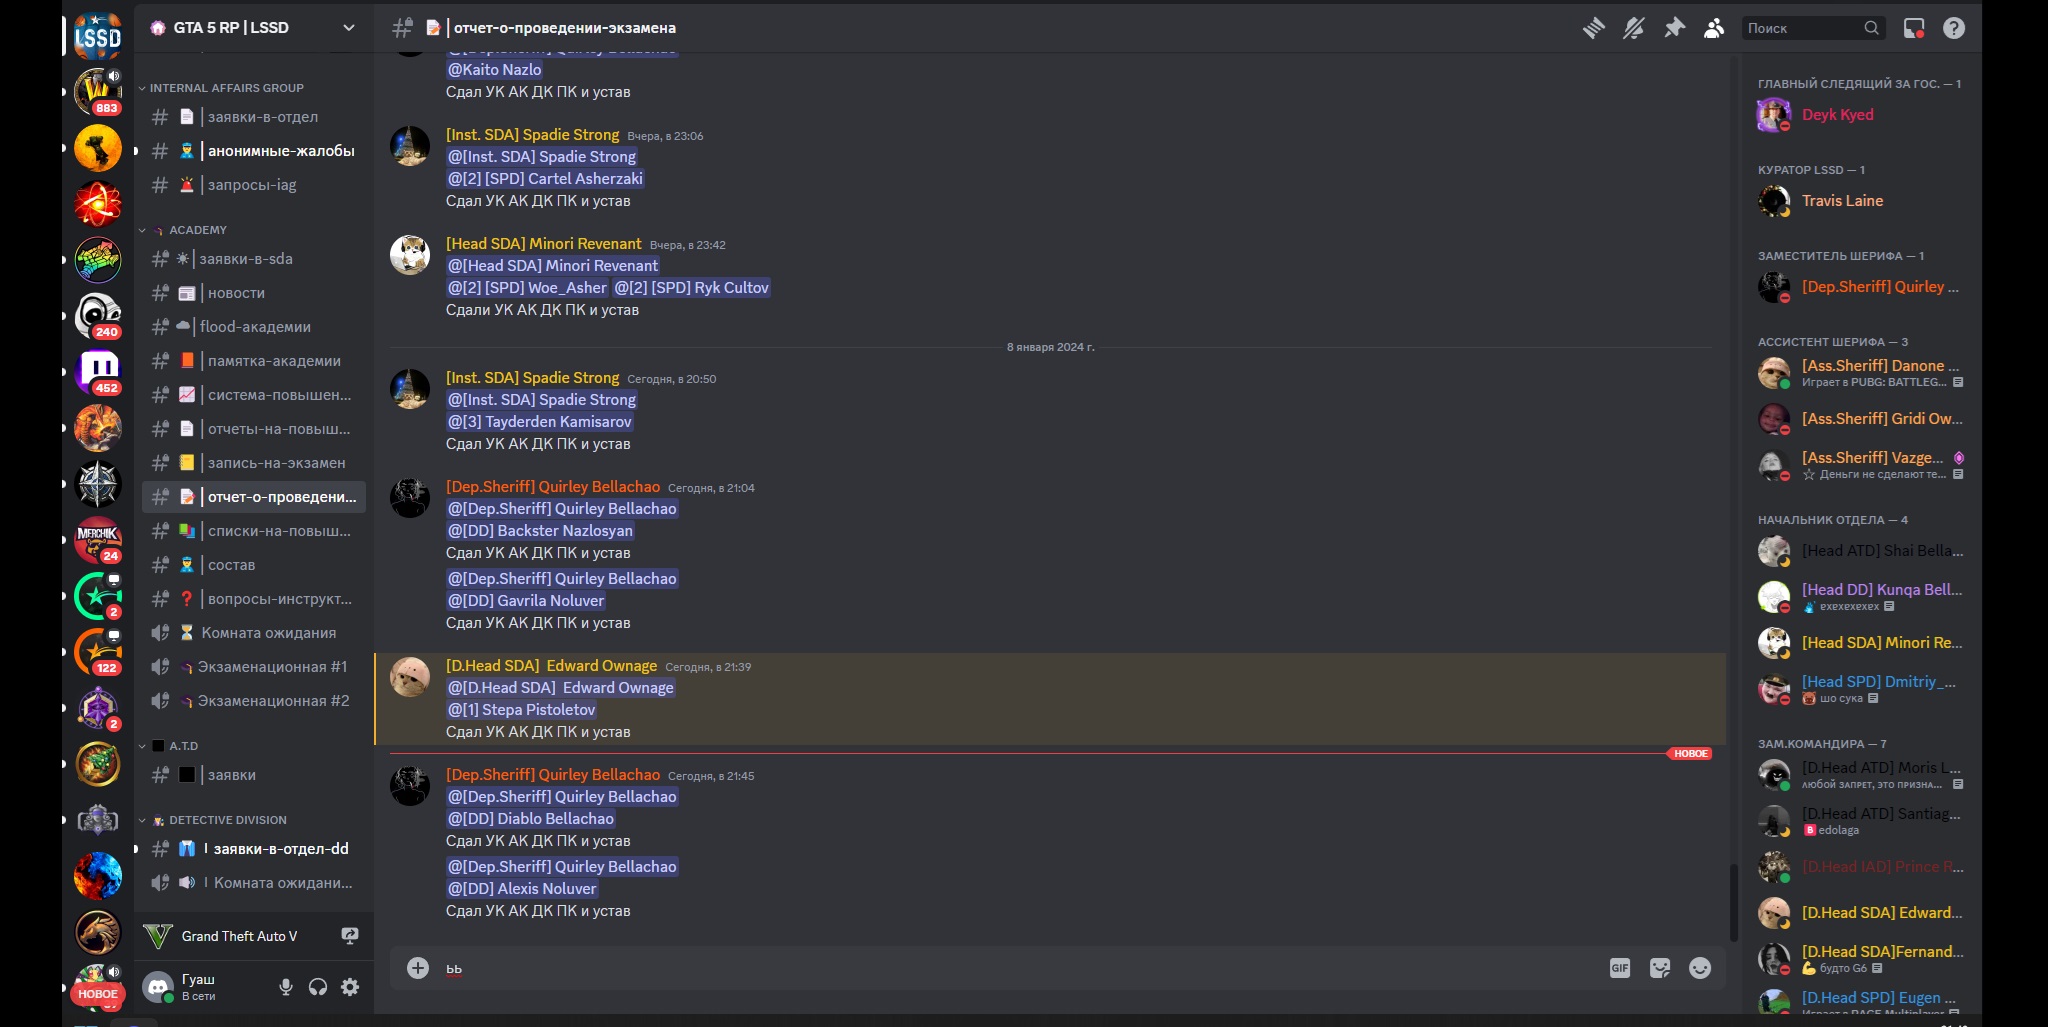 LSSD
883
240
452
MERCHIK
24
2
122
2
НОВОЕ
GTA 5 RP | LSSD
INTERNAL AFFAIRS GROUP
| заявки-в-отдел
| анонимные-жалобы
| запросы-iag
ACADEMY
| заявки-в-sda
| новости
| flood-академии
| памятка-академии
| система-повышен...
| отчеты-на-повыш...
| запись-на-экзамен
| отчет-о-проведени...
| списки-на-повыш...
| состав
| вопросы-инструкт...
Комната ожидания
Экзаменационная #1
Экзаменационная #2
A.T.D
| заявки
DETECTIVE DIVISION
| заявки-в-отдел-dd
| Комната ожидани...
Grand Theft Auto V
Гуаш
В сети
| отчет-о-проведении-экзамена
Поиск
@[Dep.Sheriff] Quirley Bellachao
@Kaito Nazlo
Сдал УК АК ДК ПК и устав
[Inst. SDA] Spadie Strong Вчера, в 23:06
@[Inst. SDA] Spadie Strong
@[2] [SPD] Cartel Asherzaki
Сдал УК АК ДК ПК и устав
[Head SDA] Minori Revenant Вчера, в 23:42
@[Head SDA] Minori Revenant
@[2] [SPD] Woe_Asher @[2] [SPD] Ryk Cultov
Сдали УК АК ДК ПК и устав
8 января 2024 г.
[Inst. SDA] Spadie Strong Сегодня, в 20:50
@[Inst. SDA] Spadie Strong
@[3] Tayderden Kamisarov
Сдал УК АК ДК ПК и устав
[Dep.Sheriff] Quirley Bellachao Сегодня, в 21:04
@[Dep.Sheriff] Quirley Bellachao
@[DD] Backster Nazlosyan
Сдал УК АК ДК ПК и устав
@[Dep.Sheriff] Quirley Bellachao
@[DD] Gavrila Noluver
Сдал УК АК ДК ПК и устав
[D.Head SDA] Edward Ownage Сегодня, в 21:39
@[D.Head SDA] Edward Ownage
@[1] Stepa Pistoletov
Сдал УК АК ДК ПК и устав
НОВОЕ
[Dep.Sheriff] Quirley Bellachao Сегодня, в 21:45
@[Dep.Sheriff] Quirley Bellachao
@[DD] Diablo Bellachao
Сдал УК АК ДК ПК и устав
@[Dep.Sheriff] Quirley Bellachao
@[DD] Alexis Noluver
Сдал УК АК ДК ПК и устав
ьь
GIF
ГЛАВНЫЙ СЛЕДЯЩИЙ ЗА ГОС. — 1
Deyk Kyed
КУРАТОР LSSD — 1
Travis Laine
ЗАМЕСТИТЕЛЬ ШЕРИФА — 1
[Dep.Sheriff] Quirley ...
АССИСТЕНТ ШЕРИФА — 3
[Ass.Sheriff] Danone ...
Играет в PUBG: BATTLEG...
[Ass.Sheriff] Gridi Ow...
[Ass.Sheriff] Vazge...
☆ Деньги не сделают те...
НАЧАЛЬНИК ОТДЕЛА — 4
[Head ATD] Shai Bella...
[Head DD] Kunqa Bell...
exexexexex
[Head SDA] Minori Re...
[Head SPD] Dmitriy_...
шо сука
ЗАМ.КОМАНДИРА — 7
[D.Head ATD] Moris L...
любой запрет, это призна...
[D.Head ATD] Santiag...
B edolaga
[D.Head IAD] Prince R...
[D.Head SDA] Edward...
[D.Head SDA]Fernand...
будто G6
[D.Head SPD] Eugen ...
Играет в RAGE Multiplayer